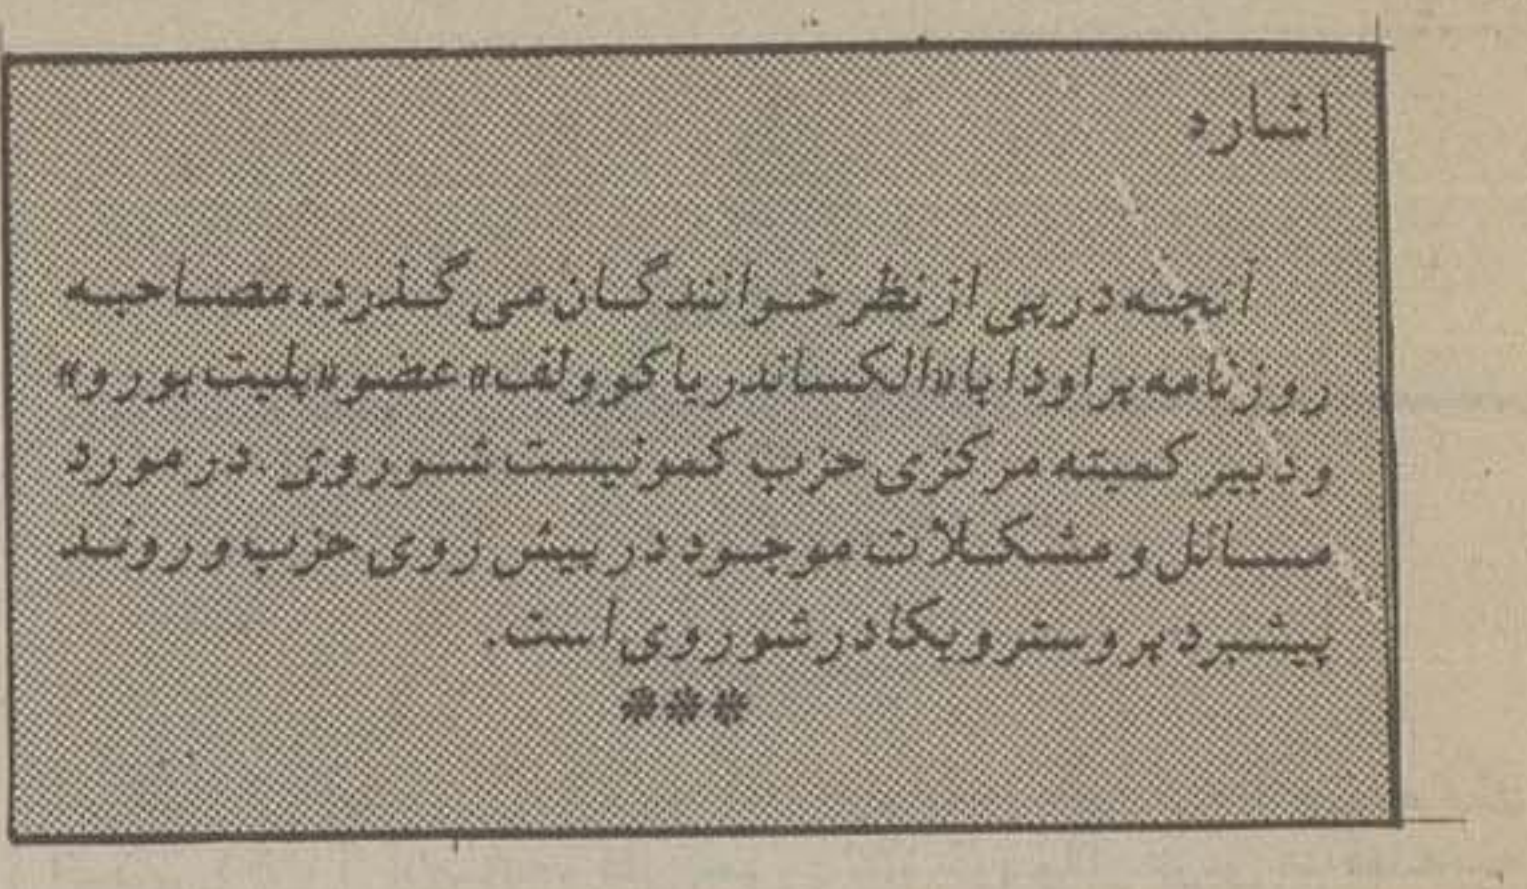 اشاره
آنچه در پی از نظر خوانندگان می گذرد، مصاحبه
روزنامه پراودا با «الکساندر یاکوولف» عضو «پلیت بورو»
و دبیر کمیته مرکزی حزب کمونیست شوروی، در مورد
مسائل و مشکلات موجود در پیش روی حزب و روند
پیشبرد پروسترویکا در شوروی است.
***